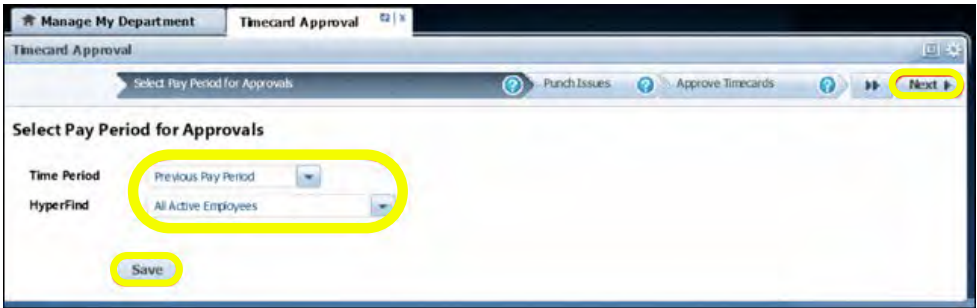 Manage My Department Timecard Approval
Timecard Approval
Select Pay Period for Approvals Punch Issues Approve Timecards Next
Select Pay Period for Approvals
Time Period Previous Pay Period
HyperFind All Active Employees
Save